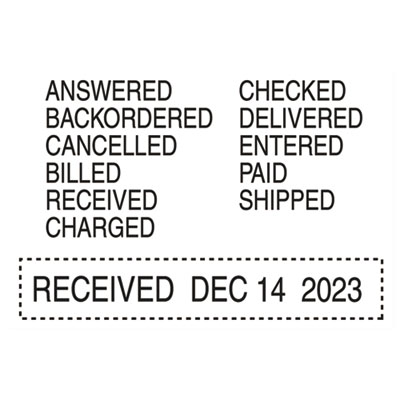 ANSWERED
BACKORDERED
CANCELLED
BILLED
RECEIVED
CHARGED
CHECKED
DELIVERED
ENTERED
PAID
SHIPPED
RECEIVED DEC 14 2023